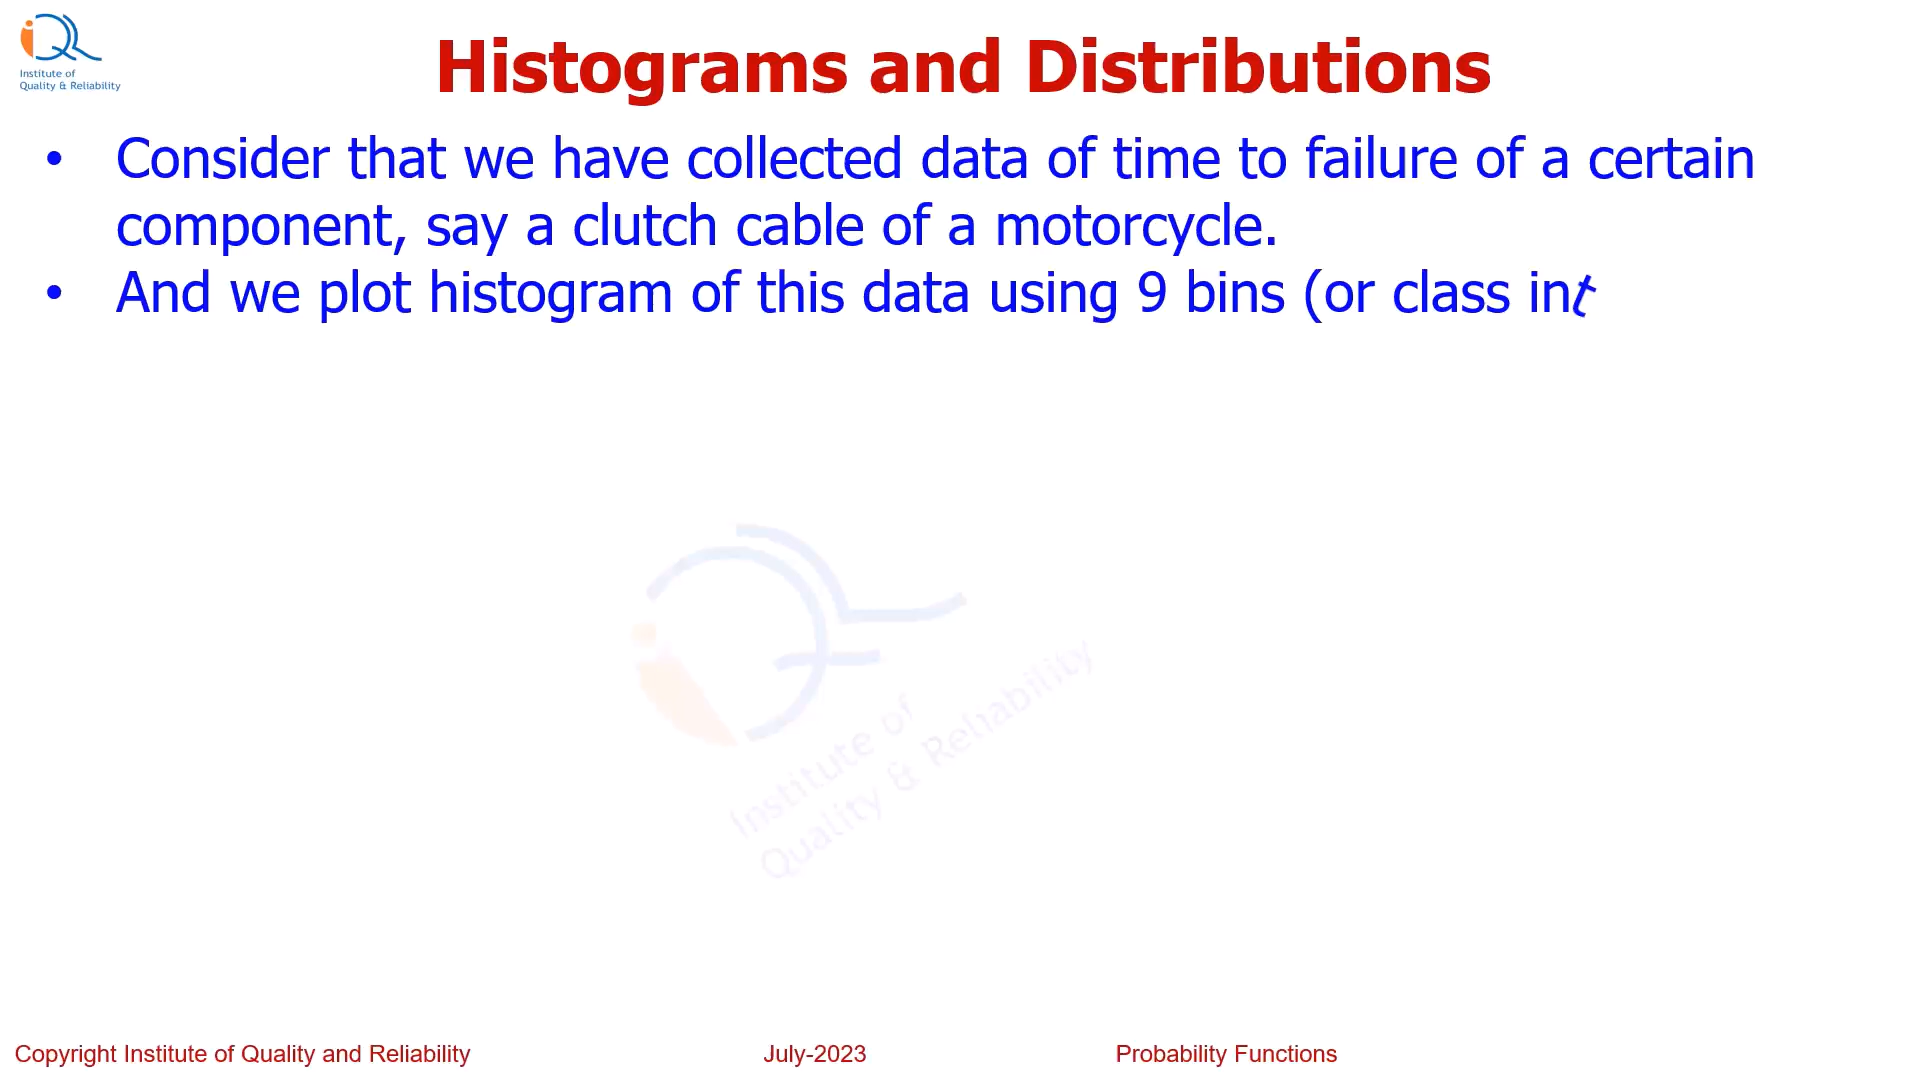 Institute of
Quality & Reliability
Histograms and Distributions
• Consider that we have collected data of time to failure of a certain
component, say a clutch cable of a motorcycle.
• And we plot histogram of this data using 9 bins (or class int
Institute of
Quality & Reliability
Copyright Institute of Quality and Reliability
July-2023
Probability Functions